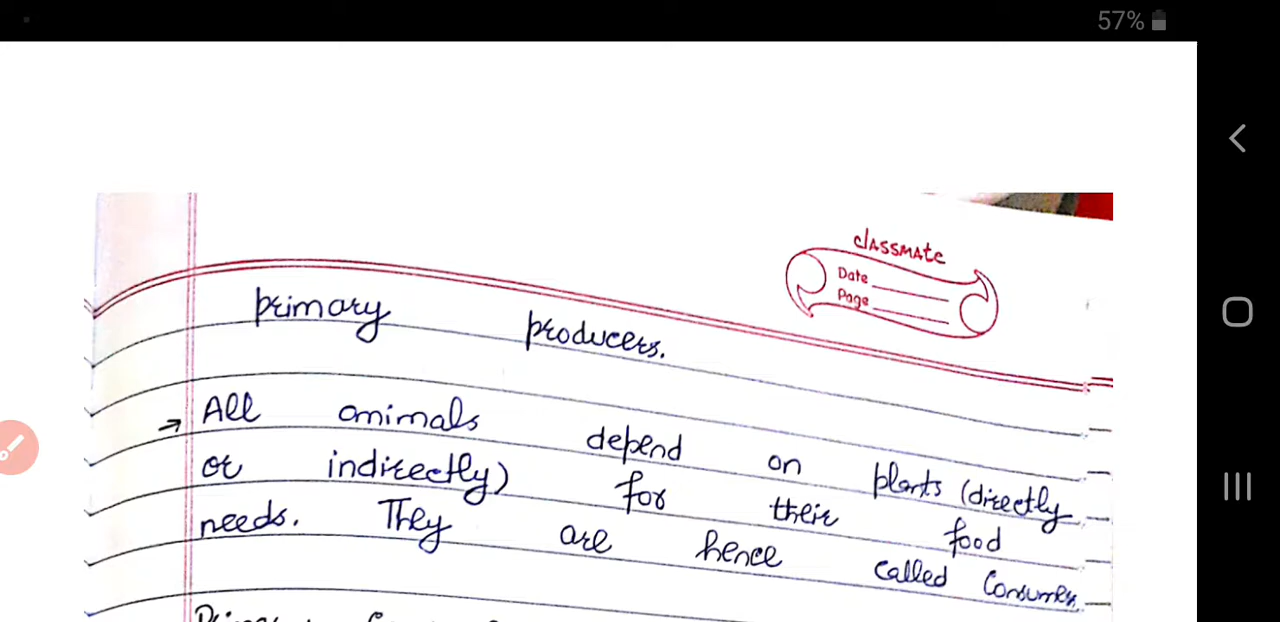 57%
classmate
Date
Page
primary producers.
→ All animals depend on plants (directly
or indirectly) for their food
needs. They are hence called Consumers.